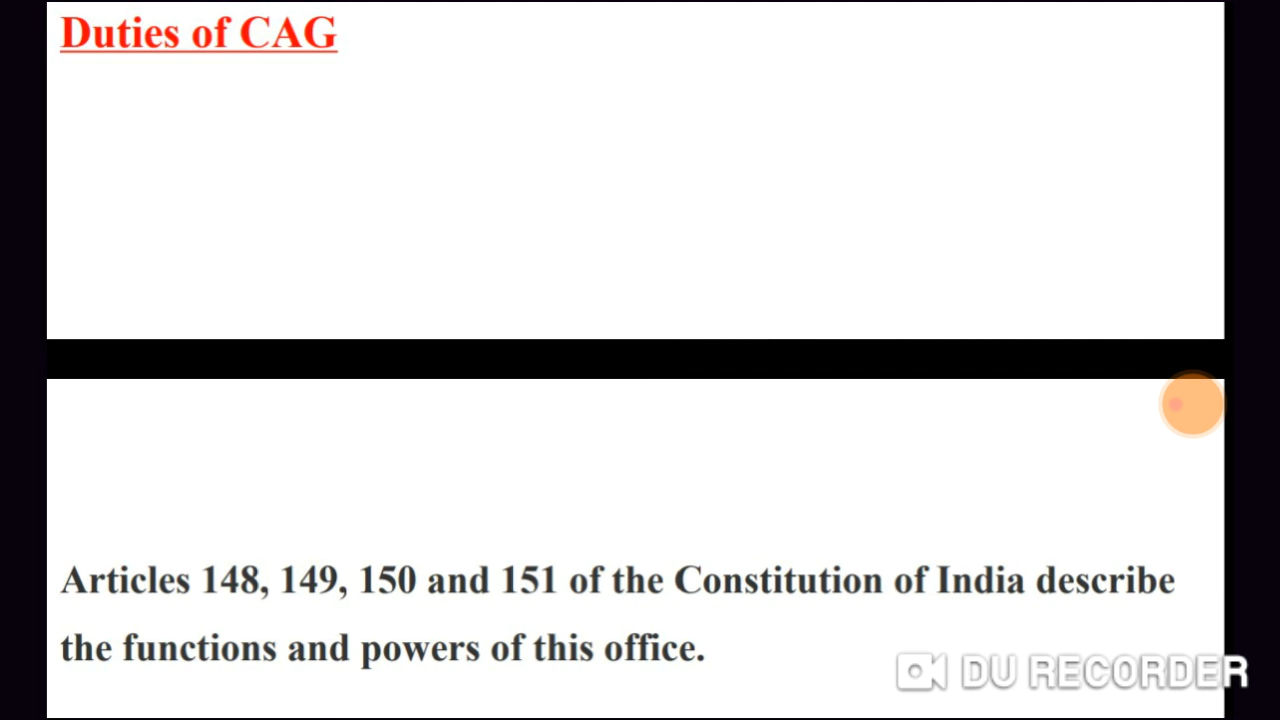 Duties of CAG
Articles 148, 149, 150 and 151 of the Constitution of India describe
the functions and powers of this office.
DU RECORDER